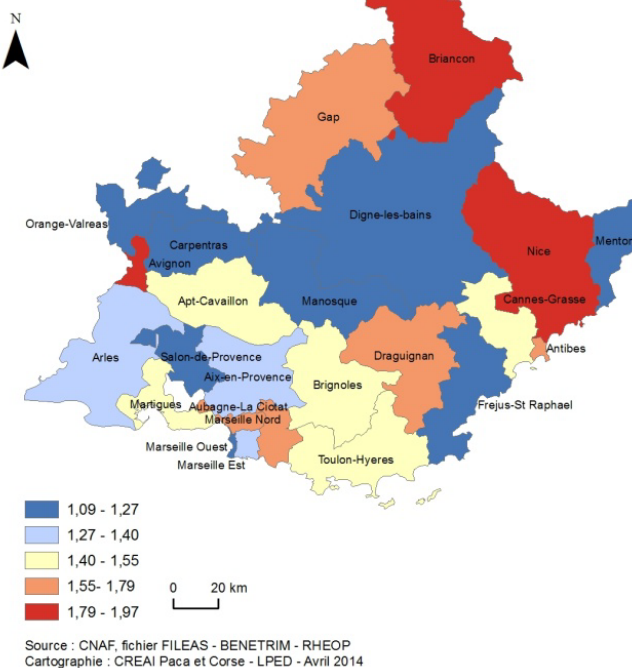 N
Briancon
Gap
Digne-les-bains
Orange-Valreas
Carpentras
Nice
Menton
Avignon
Apt-Cavaillon
Manosque
Cannes-Grasse
Arles
Salon-de-Provence
Draguignan
Antibes
Aix-en-Provence
Brignoles
Martigues
Aubagne-La Ciotat
Frejus-St Raphael
Marseille Nord
Marseille Ouest
Toulon-Hyeres
Marseille Est
1,09 - 1,27
1,27 - 1,40
1,40 - 1,55
1,55- 1,79
0 20 km
1,79 - 1,97
Source : CNAF, fichier FILEAS - BENETRIM - RHEOP
Cartographie : CREAI Paca et Corse - LPED - Avril 2014